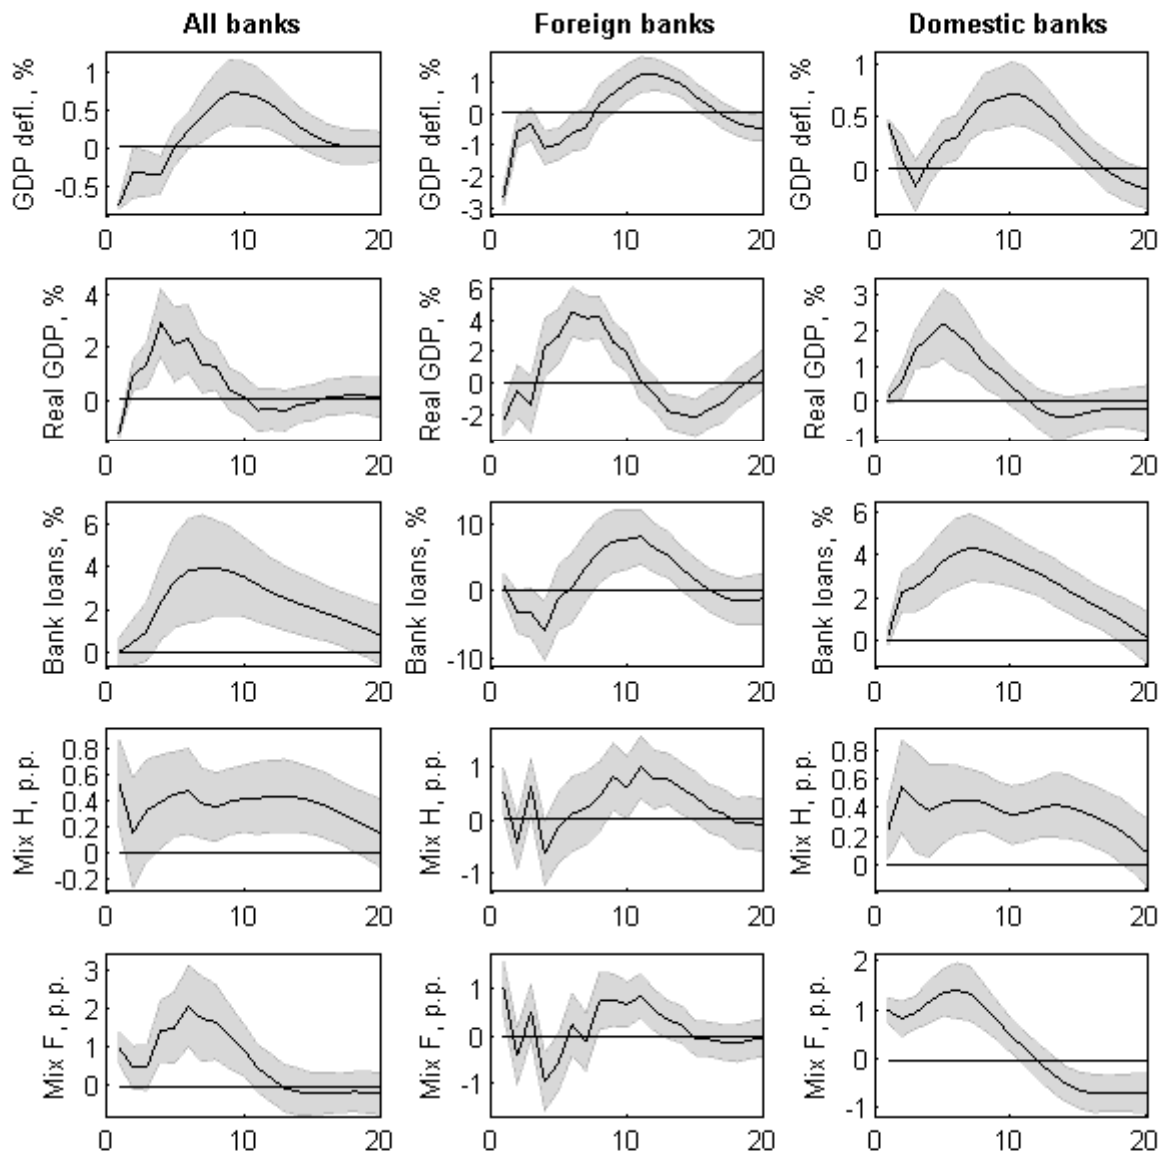 All banks Foreign banks Domestic banks
GDP defl., % 1 0.5 0 -0.5 0 10 20
GDP defl., % 1 0 -1 -2 -3 0 10 20
GDP defl., % 1 0.5 0 0 10 20
Real GDP, % 4 2 0 0 10 20
Real GDP, % 6 4 2 0 -2 0 10 20
Real GDP, % 3 2 1 0 -1 0 10 20
Bank loans, % 6 4 2 0 0 10 20
Bank loans, % 10 0 -10 0 10 20
Bank loans, % 6 4 2 0 0 10 20
Mix H, p.p. 0.8 0.6 0.4 0.2 0 -0.2 0 10 20
Mix H, p.p. 1 0 -1 0 10 20
Mix H, p.p. 0.8 0.6 0.4 0.2 0 0 10 20
Mix F, p.p. 3 2 1 0 0 10 20
Mix F, p.p. 1 0 -1 0 10 20
Mix F, p.p. 2 1 0 -1 0 10 20